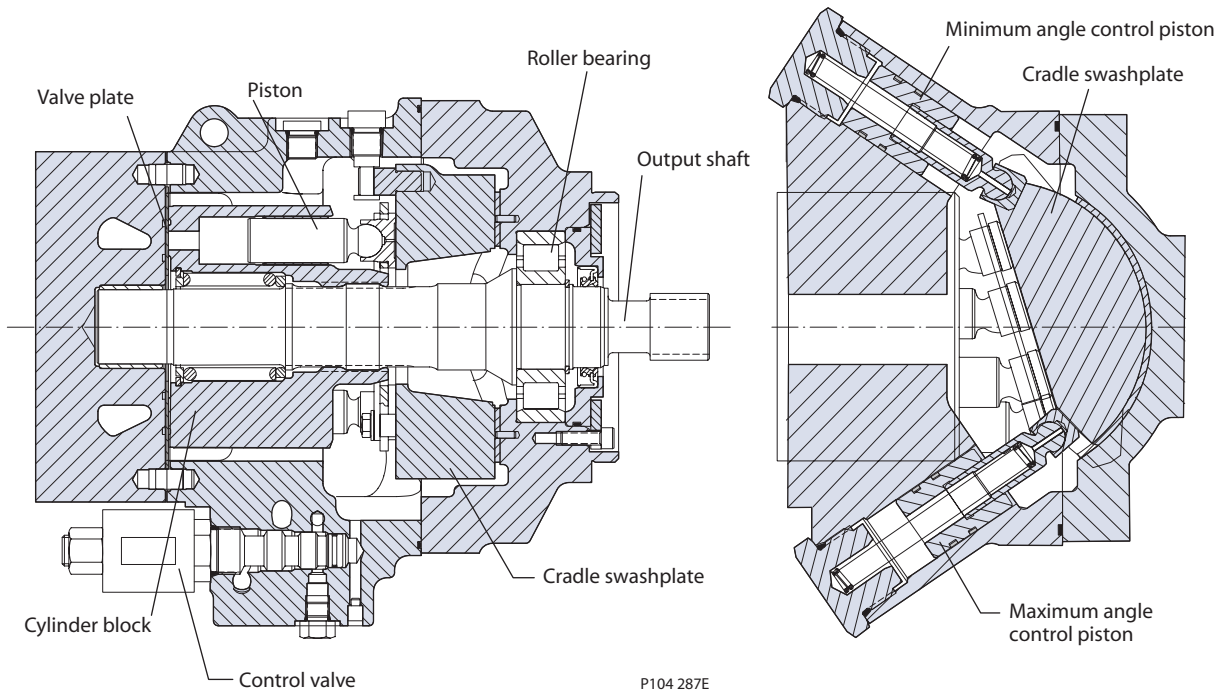 Minimum angle control piston
Roller bearing
Cradle swashplate
Valve plate
Piston
Output shaft
Cradle swashplate
Cylinder block
Maximum angle
control piston
Control valve
P104 287E